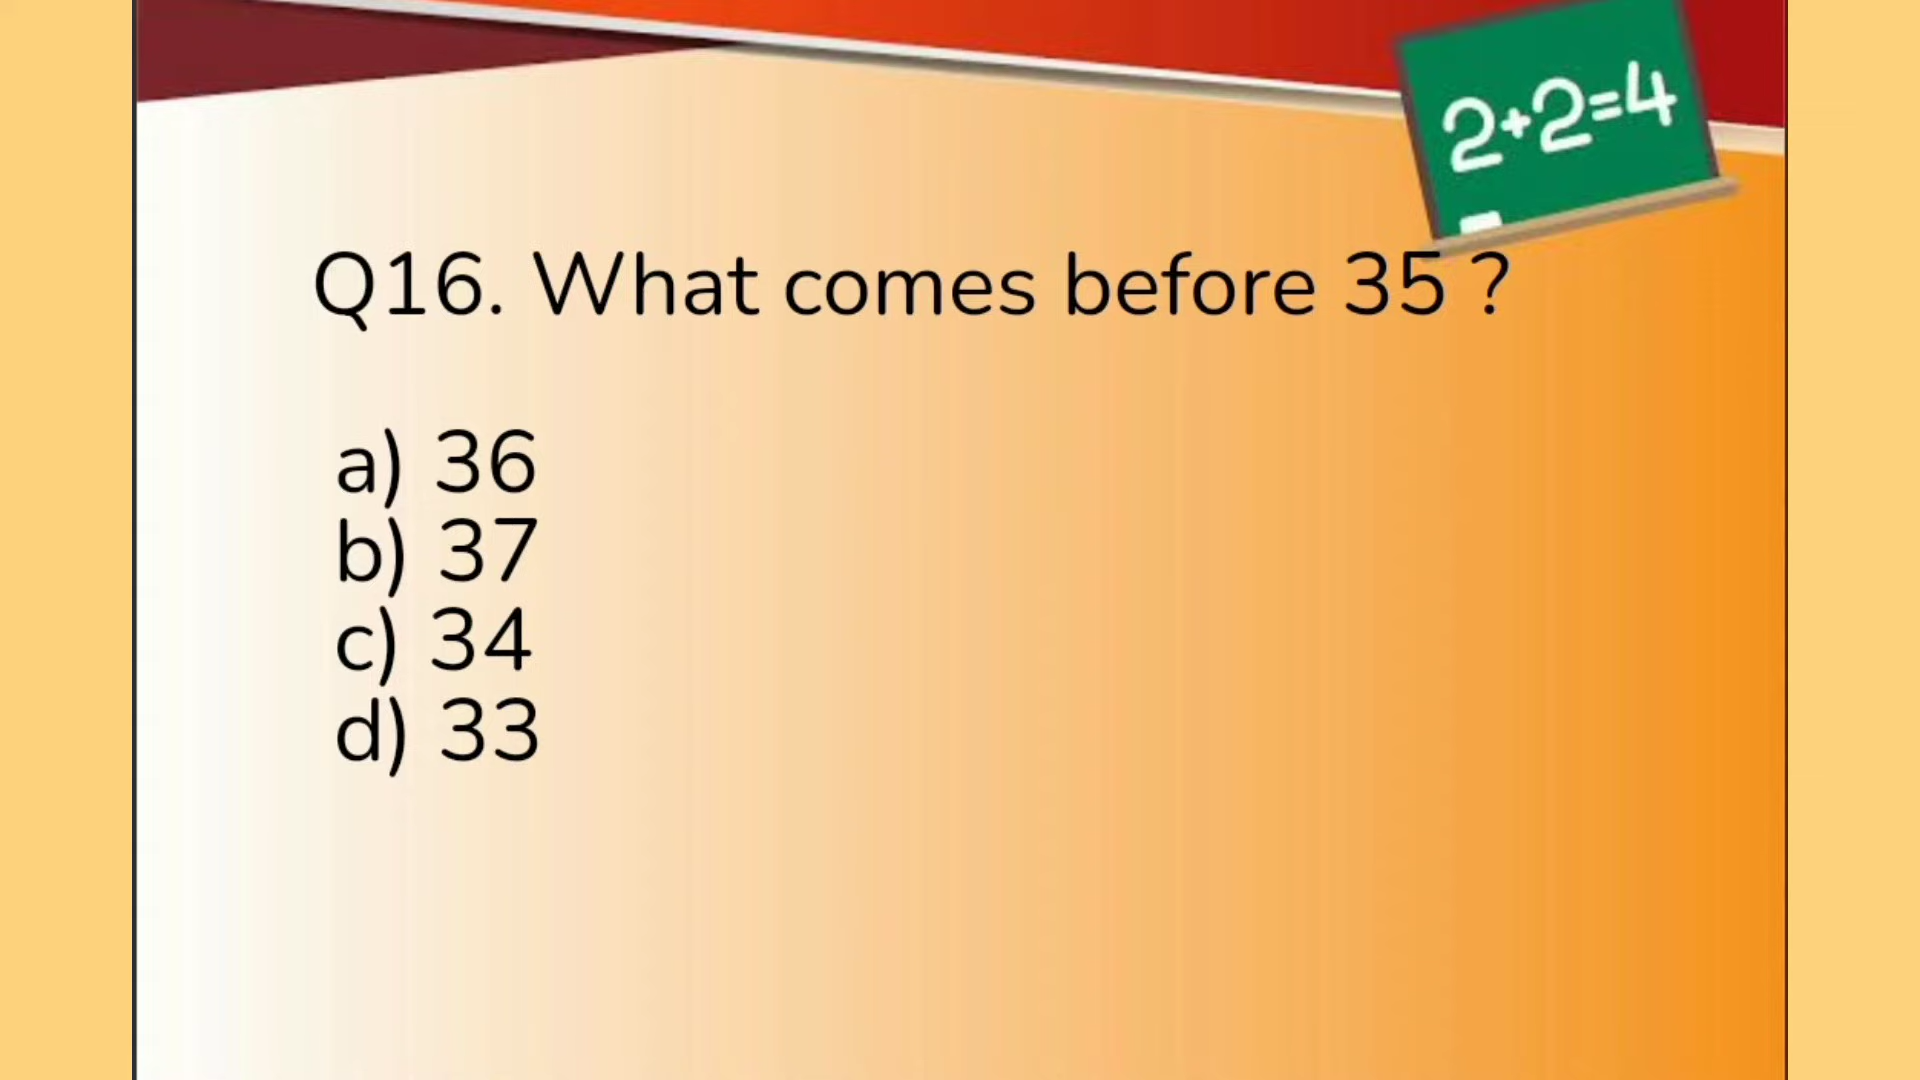 2+2=4
Q16. What comes before 35 ?
a) 36
b) 37
c) 34
d) 33